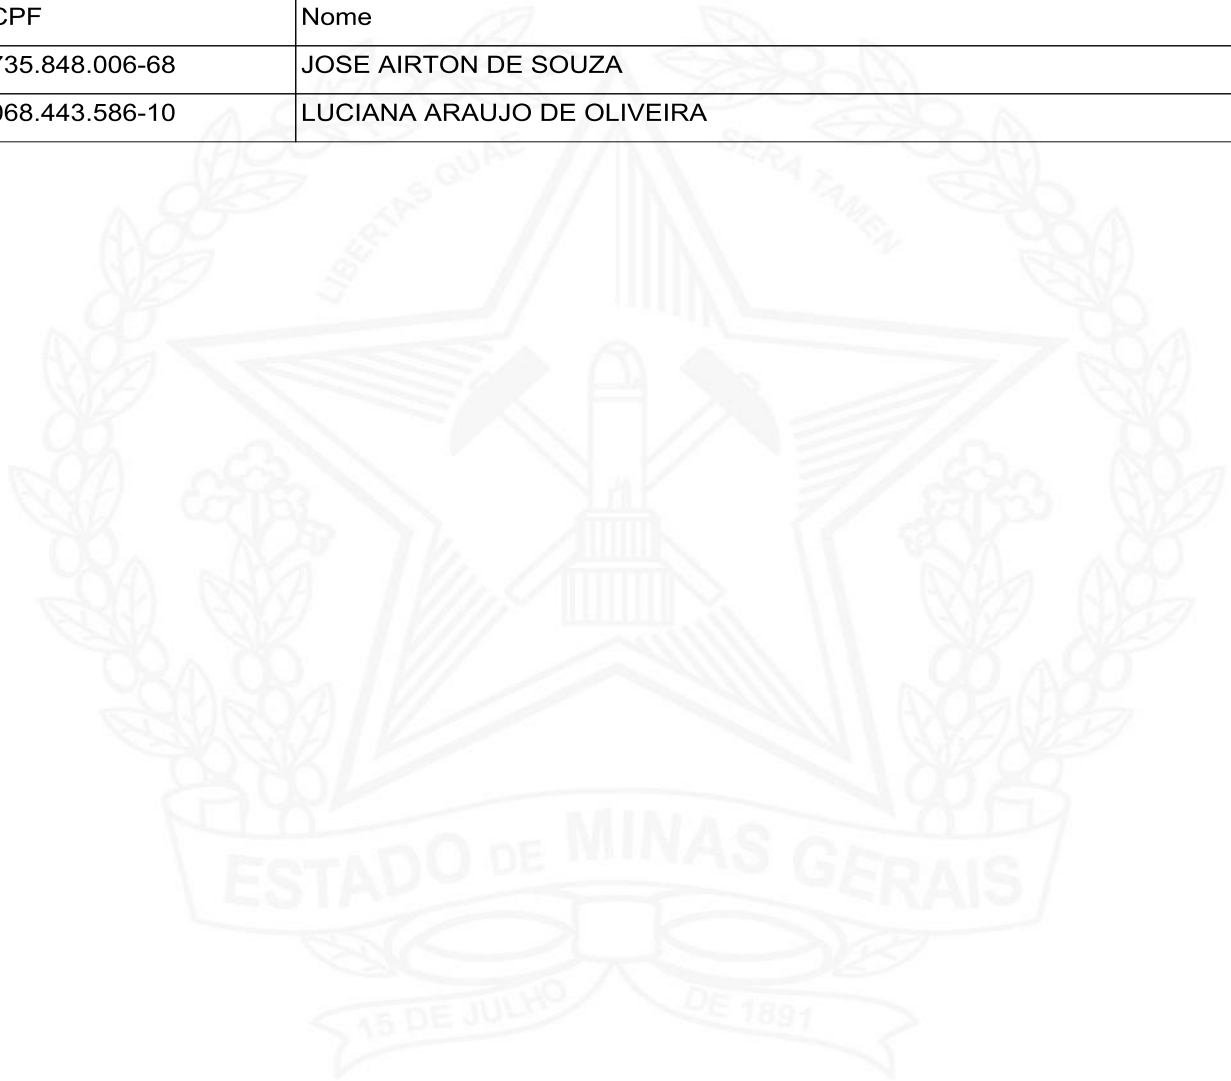 CPF Nome
735.848.006-68 JOSE AIRTON DE SOUZA
068.443.586-10 LUCIANA ARAUJO DE OLIVEIRA
LIBERTAS QUAE SERA TAMEN
ESTADO DE MINAS GERAIS
15 DE JULHO DE 1891